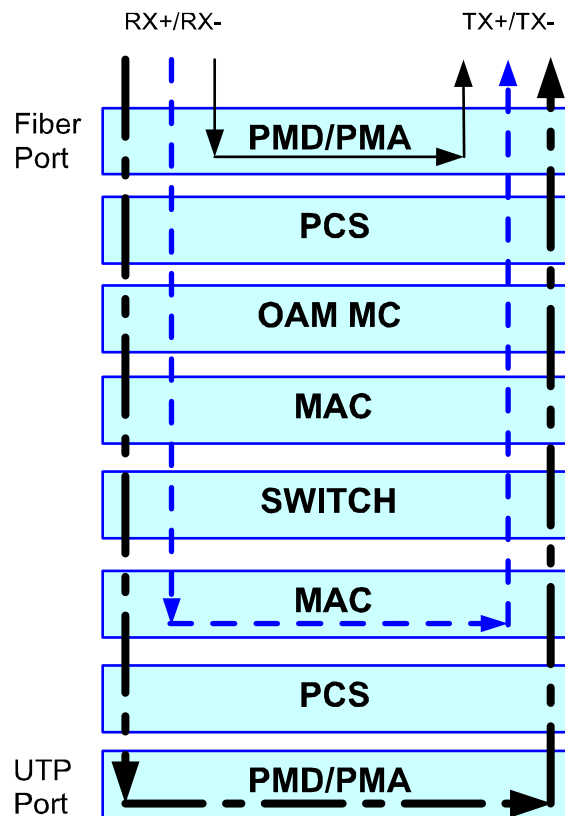 RX+/RX- TX+/TX-
Fiber
Port
PMD/PMA
PCS
OAM MC
MAC
SWITCH
MAC
PCS
UTP
Port
PMD/PMA